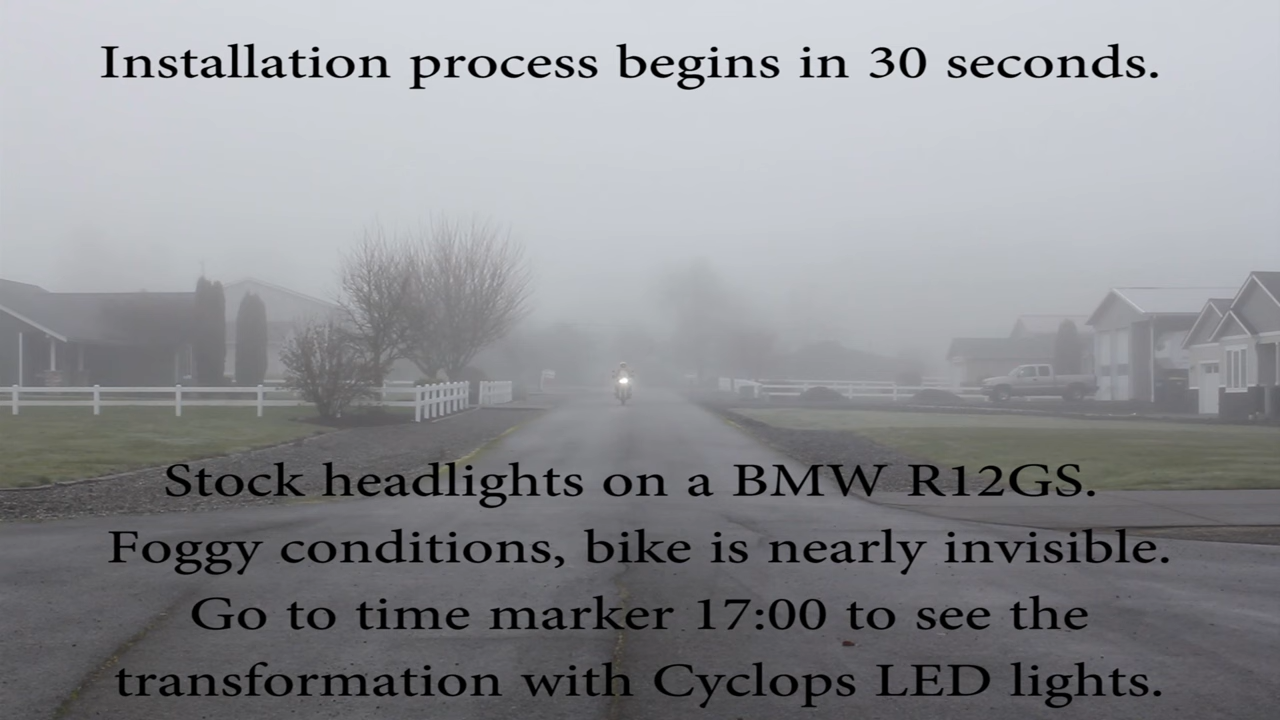 Installation process begins in 30 seconds.
Stock headlights on a BMW R12GS.
Foggy conditions, bike is nearly invisible.
Go to time marker 17:00 to see the
transformation with Cyclops LED lights.